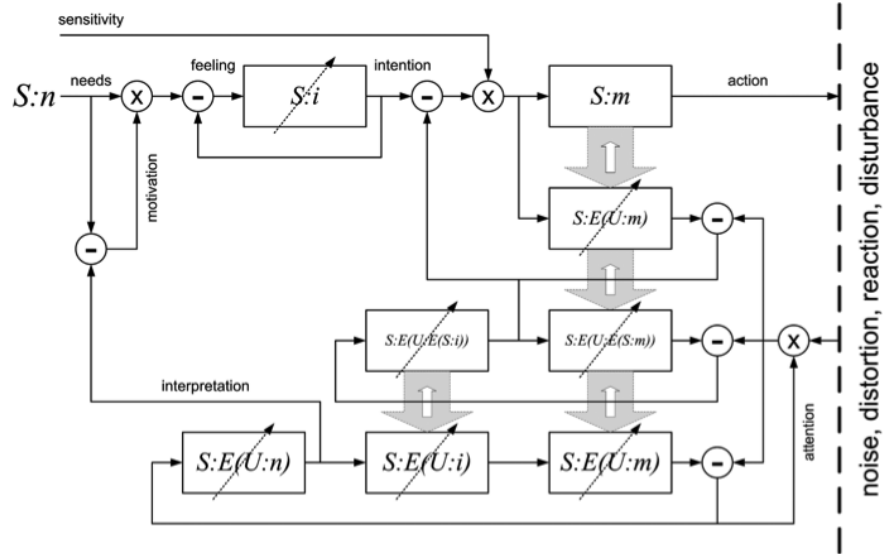 sensitivity
S:n
needs
X
-
feeling
S:i
intention
-
X
S:m
action
motivation
-
S:E(U:m)
-
S:E(U:E(S:i))
S:E(U:E(S:m))
-
X
interpretation
S:E(U:n)
S:E(U:i)
S:E(U:m)
-
attention
noise, distortion, reaction, disturbance